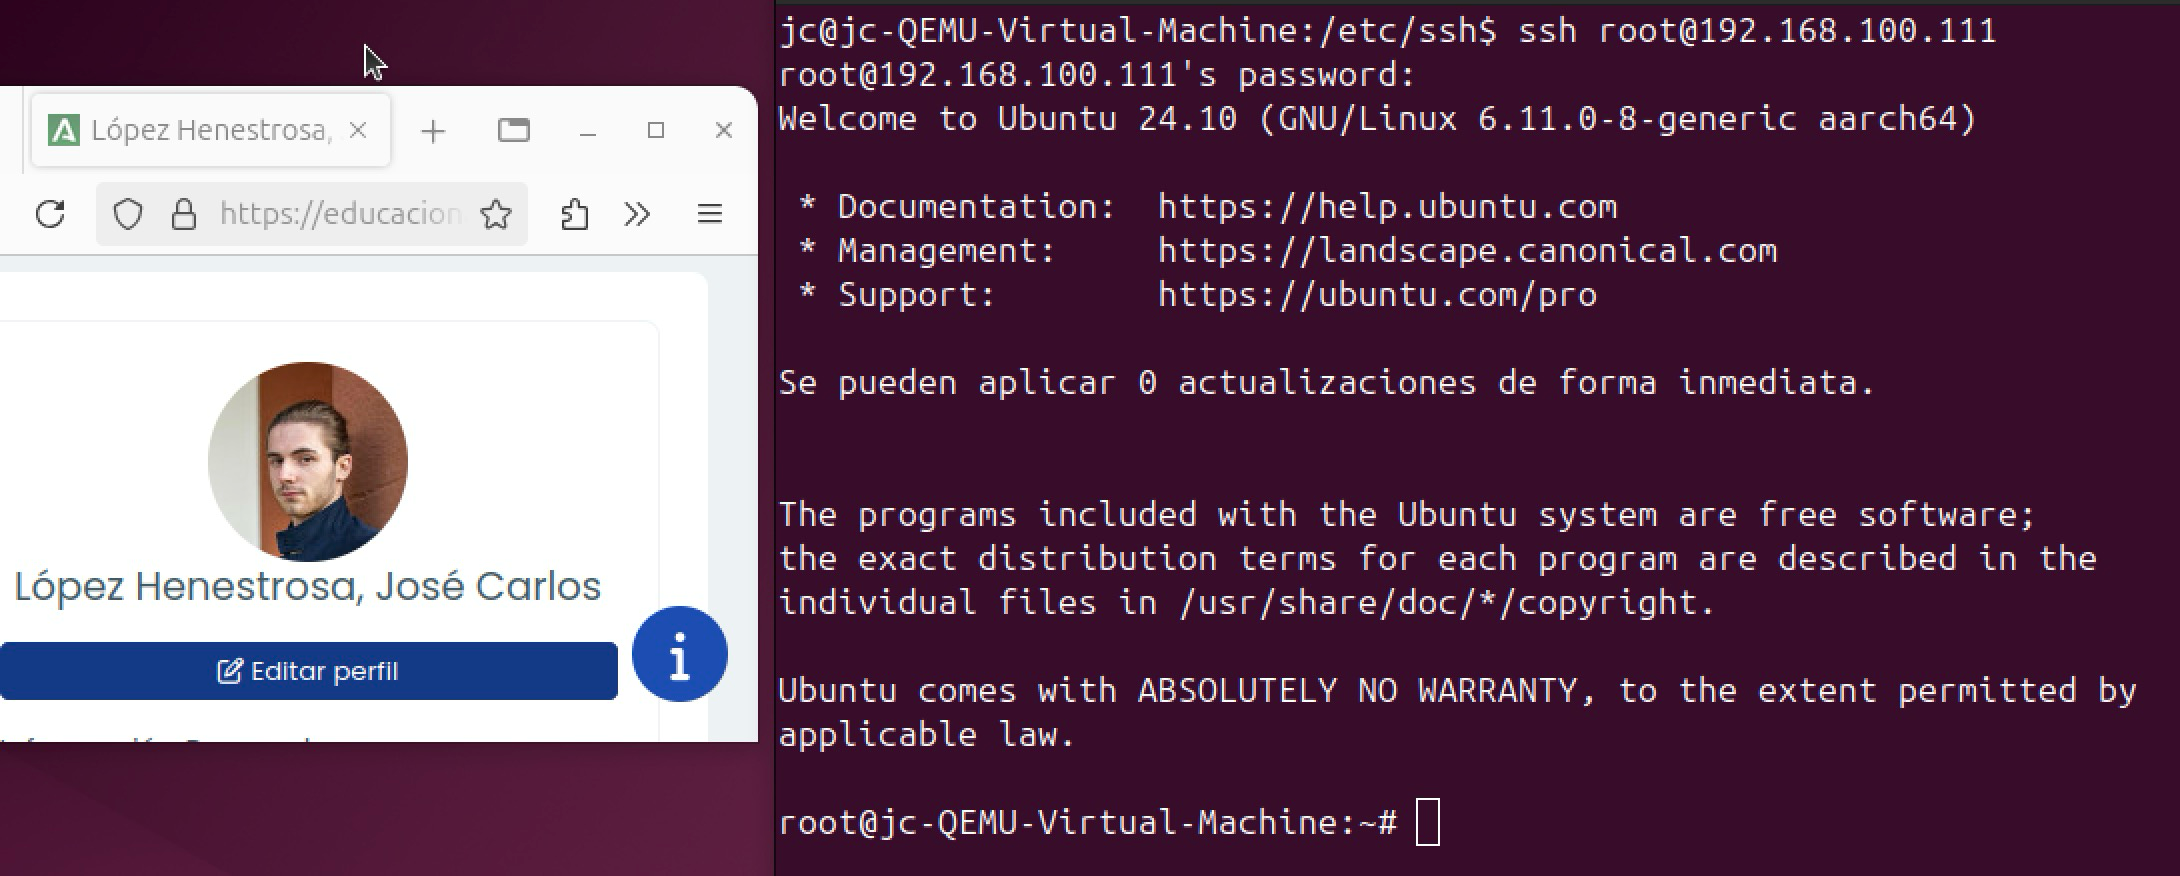 López Henestrosa,
https://educacion
López Henestrosa, José Carlos
Editar perfil
jc@jc-QEMU-Virtual-Machine:/etc/ssh$ ssh root@192.168.100.111
root@192.168.100.111's password:
Welcome to Ubuntu 24.10 (GNU/Linux 6.11.0-8-generic aarch64)
* Documentation:  https://help.ubuntu.com
* Management:     https://landscape.canonical.com
* Support:        https://ubuntu.com/pro
Se pueden aplicar 0 actualizaciones de forma inmediata.
The programs included with the Ubuntu system are free software;
the exact distribution terms for each program are described in the
individual files in /usr/share/doc/*/copyright.
Ubuntu comes with ABSOLUTELY NO WARRANTY, to the extent permitted by
applicable law.
root@jc-QEMU-Virtual-Machine:~#